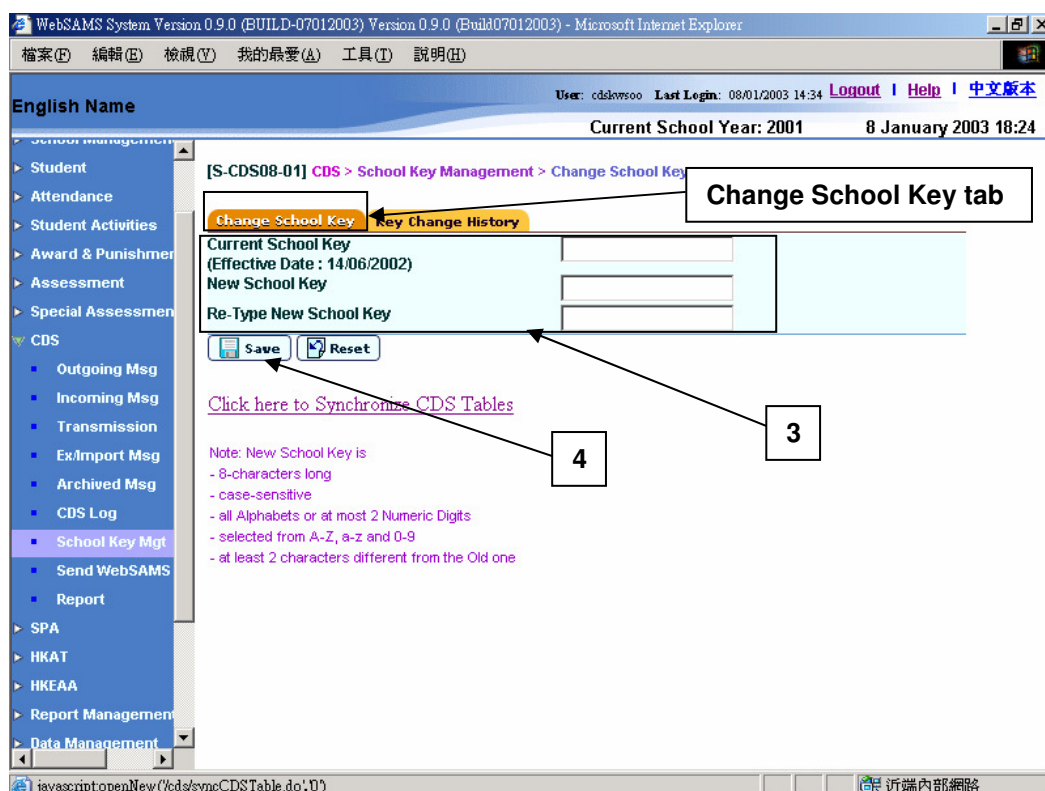 WebSAMS System Version 0.9.0 (BUILD-07012003) Version 0.9.0 (Build07012003) - Microsoft Internet Explorer
檔案(F) 編輯(E) 檢視(V) 我的最愛(A) 工具(T) 說明(H)
English Name
User: cdskwsoo Last Login: 08/01/2003 14:34 Logout | Help | 中文版本
Current School Year: 2001 8 January 2003 18:24
School Management
Student
Attendance
Student Activities
Award & Punishmen
Assessment
Special Assessmen
CDS
Outgoing Msg
Incoming Msg
Transmission
Ex/Import Msg
Archived Msg
CDS Log
School Key Mgt
Send WebSAMS
Report
SPA
HKAT
HKEAA
Report Managemen
Data Management
[S-CDS08-01] CDS > School Key Management > Change School Key
Change School Key tab
Change School Key Key Change History
Current School Key
(Effective Date : 14/06/2002)
New School Key
Re-Type New School Key
Save Reset
Click here to Synchronize CDS Tables
3
4
Note: New School Key is
- 8-characters long
- case-sensitive
- all Alphabets or at most 2 Numeric Digits
- selected from A-Z, a-z and 0-9
- at least 2 characters different from the Old one
javascript:openNew('/cds/syncCDSTable.do','D') 近端內部網路